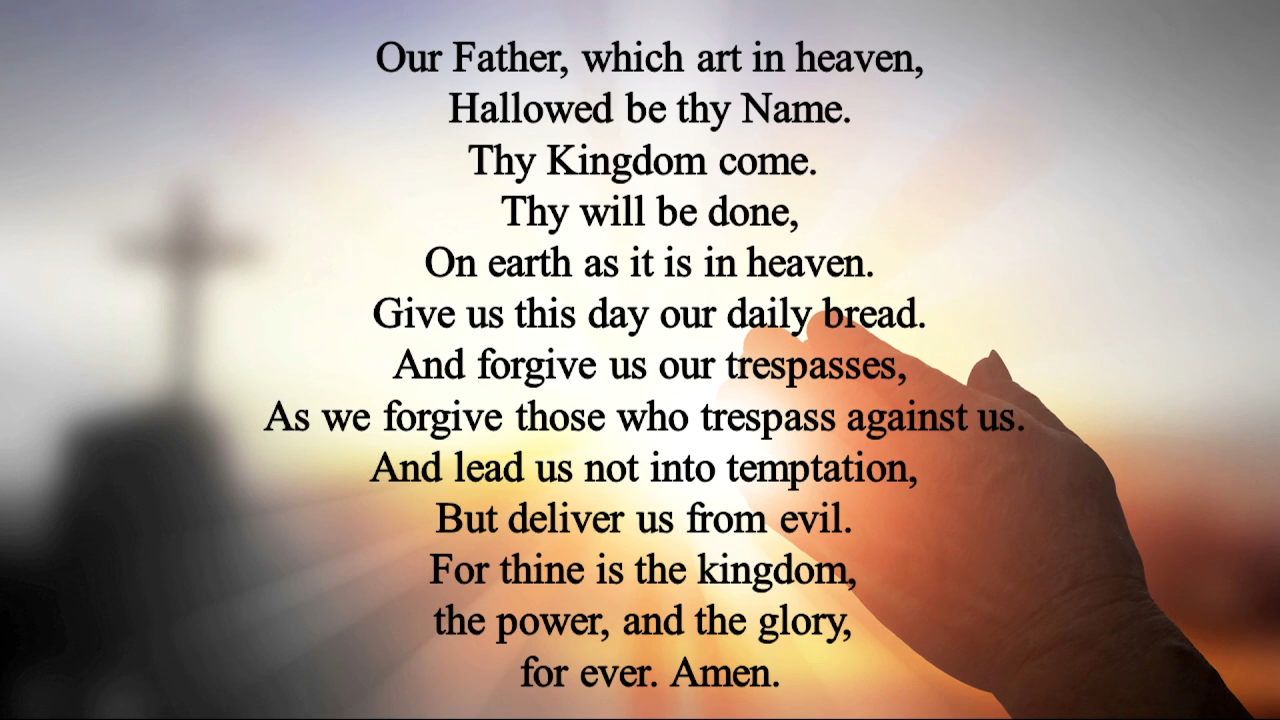 Our Father, which art in heaven,
Hallowed be thy Name.
Thy Kingdom come.
Thy will be done,
On earth as it is in heaven.
Give us this day our daily bread.
And forgive us our trespasses,
As we forgive those who trespass against us.
And lead us not into temptation,
But deliver us from evil.
For thine is the kingdom,
the power, and the glory,
for ever. Amen.